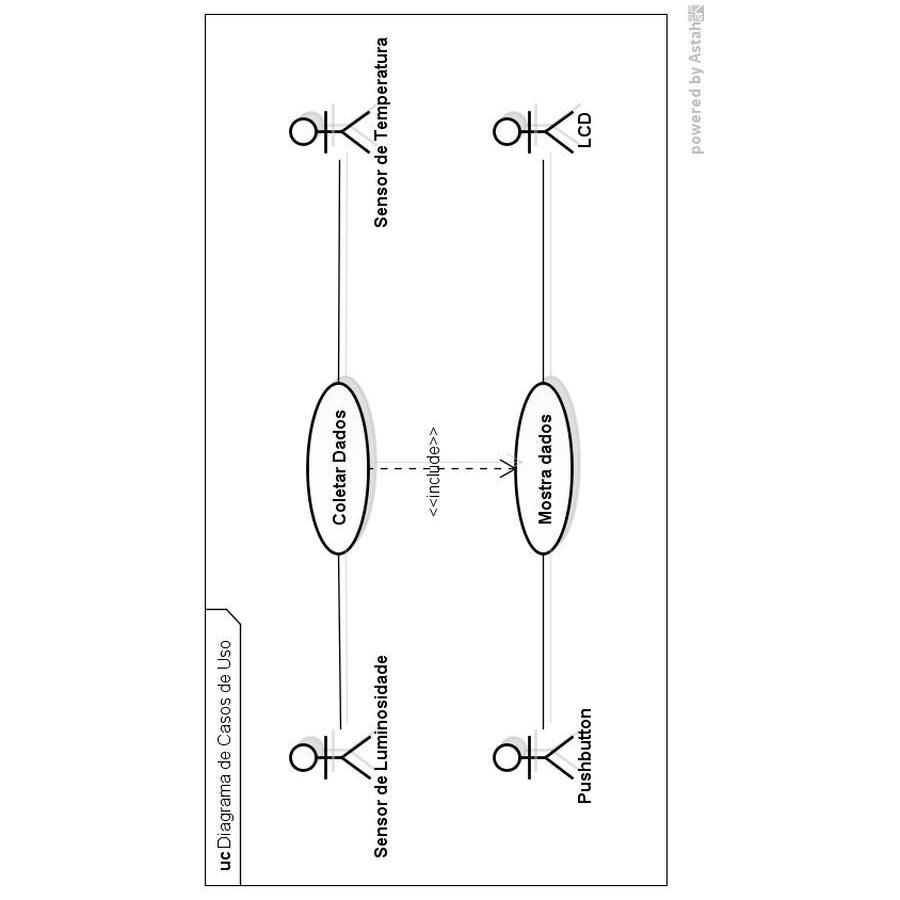 uc Diagrama de Casos de Uso
Sensor de Luminosidade
Coletar Dados
Sensor de Temperatura
<<include>>
Pushbutton
Mostra dados
LCD
powered by Astah